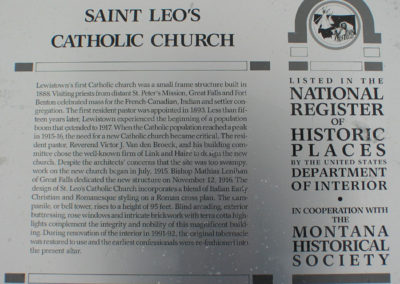 SAINT LEO'S
CATHOLIC CHURCH
Lewistown's first Catholic church was a small frame structure built in
1888. Visiting priests from distant St. Peter's Mission, Great Falls and Fort
Benton celebrated mass for the French-Canadian, Indian and settler con-
gregation. The first resident pastor was appointed in 1893. Less than fif-
teen years later, Lewistown experienced the beginning of a population
boom that extended to 1917. When the Catholic population reached a peak
in 1915-16, the need for a new Catholic church became critical. The resi-
dent pastor, Reverend Victor J. Van den Broeck, and his building com-
mittee chose the well-known firm of Link and Haire to design the new
church. Despite the architects' concerns that the site was too swampy,
work on the new church began in July, 1915. Bishop Mathias Lenihan
of Great Falls dedicated the new structure on November 12, 1916. The
design of St. Leo's Catholic Church incorporates a blend of Italian Early
Christian and Romanesque styling on a Roman cross plan. The cam-
panile, or bell tower, rises to a height of 95 feet. Blind arcading, exterior
buttressing, rose windows and intricate brickwork with terra cotta high-
lights complement the integrity and nobility of this magnificent build-
ing. During renovation of the interior in 1991-92, the original tabernacle
was restored to use and the earliest confessionals were re-fashioned into
the present altar.
LISTED IN THE
NATIONAL
REGISTER
OF
HISTORIC
PLACES
BY THE UNITED STATES
DEPARTMENT
OF INTERIOR
IN COOPERATION WITH
THE
MONTANA
HISTORICAL
SOCIETY